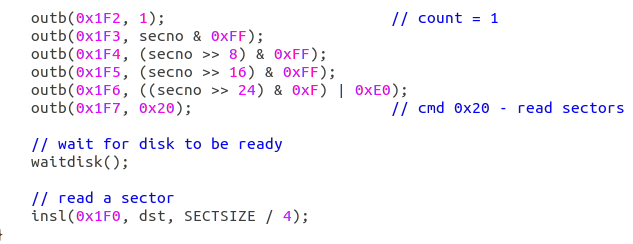 outb(0x1F2, 1);                         // count = 1
outb(0x1F3, secno & 0xFF);
outb(0x1F4, (secno >> 8) & 0xFF);
outb(0x1F5, (secno >> 16) & 0xFF);
outb(0x1F6, ((secno >> 24) & 0xF) | 0xE0);
outb(0x1F7, 0x20);                      // cmd 0x20 - read sectors
// wait for disk to be ready
waitdisk();
// read a sector
insl(0x1F0, dst, SECTSIZE / 4);
}